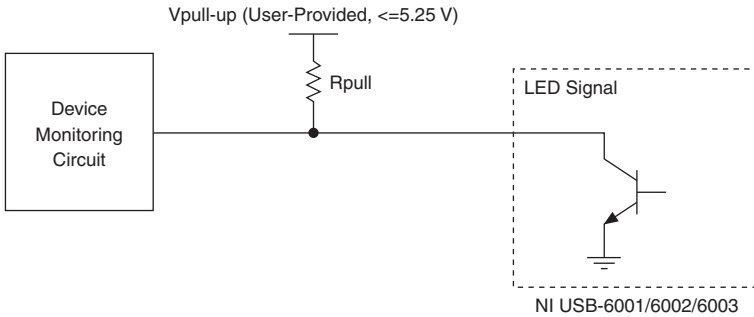 Vpull-up (User-Provided, <=5.25 V)
Rpull
LED Signal
Device
Monitoring
Circuit
NI USB-6001/6002/6003